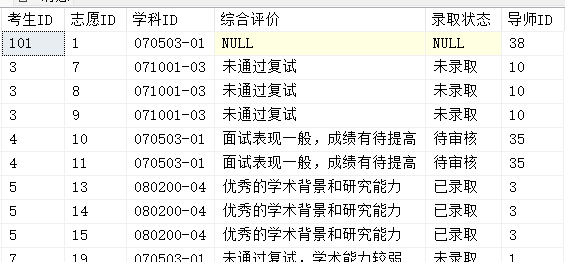 考生ID 志愿ID 学科ID 综合评价 录取状态 导师ID
101 1 070503-01 NULL NULL 38
3 7 071001-03 未通过复试 未录取 10
3 8 071001-03 未通过复试 未录取 10
3 9 071001-03 未通过复试 未录取 10
4 10 070503-01 面试表现一般，成绩有待提高 待审核 35
4 11 070503-01 面试表现一般，成绩有待提高 待审核 35
5 13 080200-04 优秀的学术背景和研究能力 已录取 3
5 14 080200-04 优秀的学术背景和研究能力 已录取 3
5 15 080200-04 优秀的学术背景和研究能力 已录取 3
7 19 070503-01 未通过复试，学术能力较弱 未录取 1